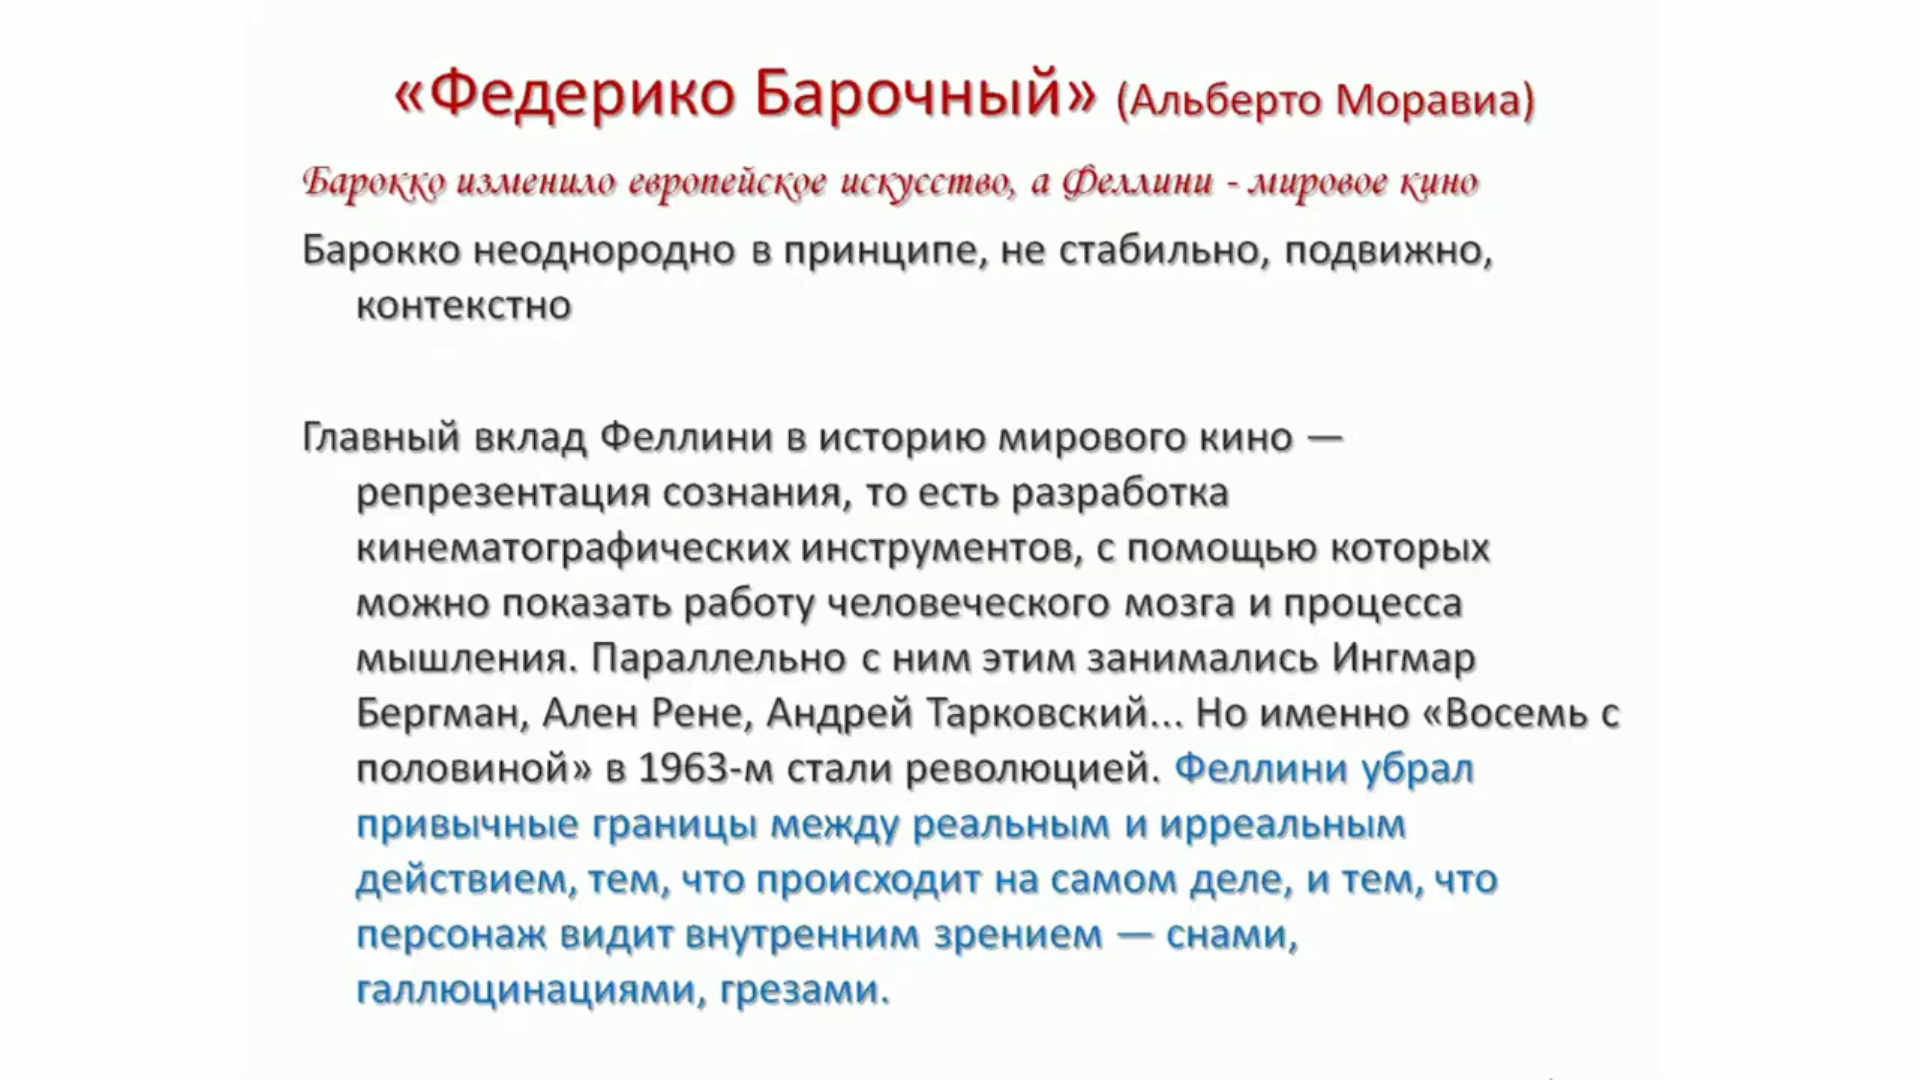 «Федерико Барочный» (Альберто Моравиа)
Барокко изменило европейское искусство, а Феллини - мировое кино
Барокко неоднородно в принципе, не стабильно, подвижно,
контекстно
Главный вклад Феллини в историю мирового кино —
репрезентация сознания, то есть разработка
кинематографических инструментов, с помощью которых
можно показать работу человеческого мозга и процесса
мышления. Параллельно с ним этим занимались Ингмар
Бергман, Ален Рене, Андрей Тарковский... Но именно «Восемь с
половиной» в 1963-м стали революцией. Феллини убрал
привычные границы между реальным и ирреальным
действием, тем, что происходит на самом деле, и тем, что
персонаж видит внутренним зрением — снами,
галлюцинациями, грезами.